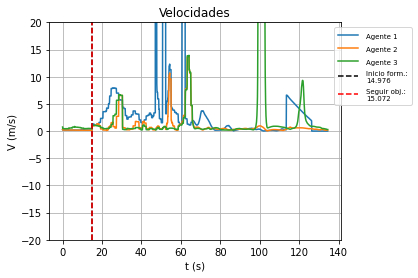 Velocidades
V (m/s)
20
15
10
5
0
−5
−10
−15
−20
0 20 40 60 80 100 120 140
t (s)
Agente 1
Agente 2
Agente 3
Inicio form.:
14.976
Seguir obj.:
15.072